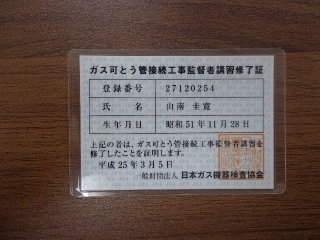 ガス可とう管接続工事監督者講習修了証
登録番号 27120254
氏名 山南 圭寛
生年月日 昭和51年11月28日
上記の者は、ガス可とう管接続工事監督者講習を
修了したことを証明します。
平成25年3月5日
一般財団法人 日本ガス機器検査協会